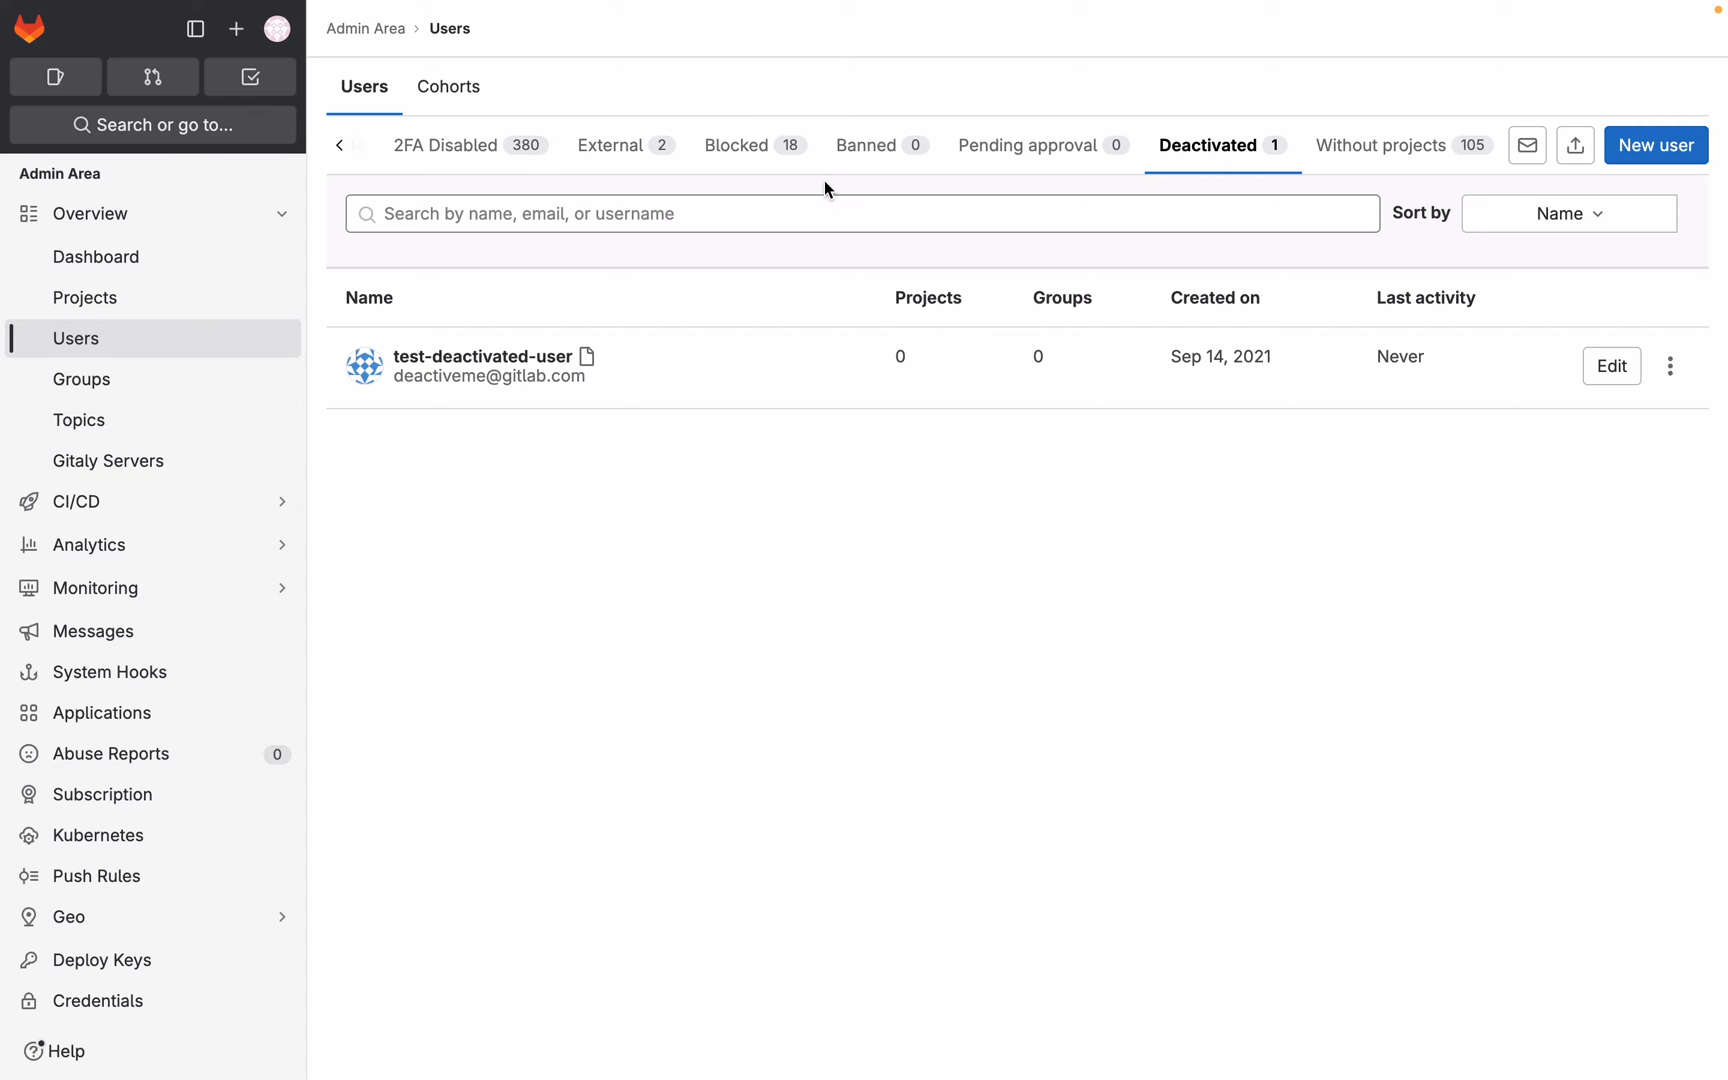 Admin Area › Users
Search or go to...
Admin Area
Overview
Dashboard
Projects
Users
Groups
Topics
Gitaly Servers
CI/CD
Analytics
Monitoring
Messages
System Hooks
Applications
Abuse Reports 0
Subscription
Kubernetes
Push Rules
Geo
Deploy Keys
Credentials
Help
Users Cohorts
2FA Disabled 380 External 2 Blocked 18 Banned 0 Pending approval 0 Deactivated 1 Without projects 105 New user
Search by name, email, or username Sort by Name
Name Projects Groups Created on Last activity
test-deactivated-user 0 0 Sep 14, 2021 Never Edit
deactiveme@gitlab.com